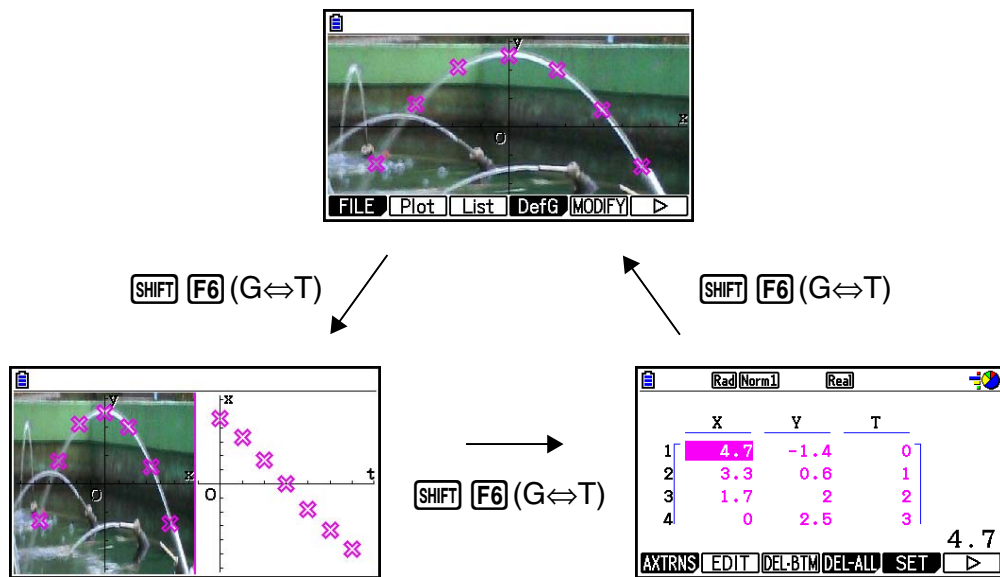 y
x
O
FILE Plot List DefG MODIFY ▷
SHIFT F6 (G⇔T)
SHIFT F6 (G⇔T)
y
x
O
x
t
O
SHIFT F6 (G⇔T)
Rad Norm1 Real
X Y T
1 4.7 -1.4 0
2 3.3 0.6 1
3 1.7 2 2
4 0 2.5 3
4.7
AXTRNS EDIT DEL-BTM DEL-ALL SET ▷